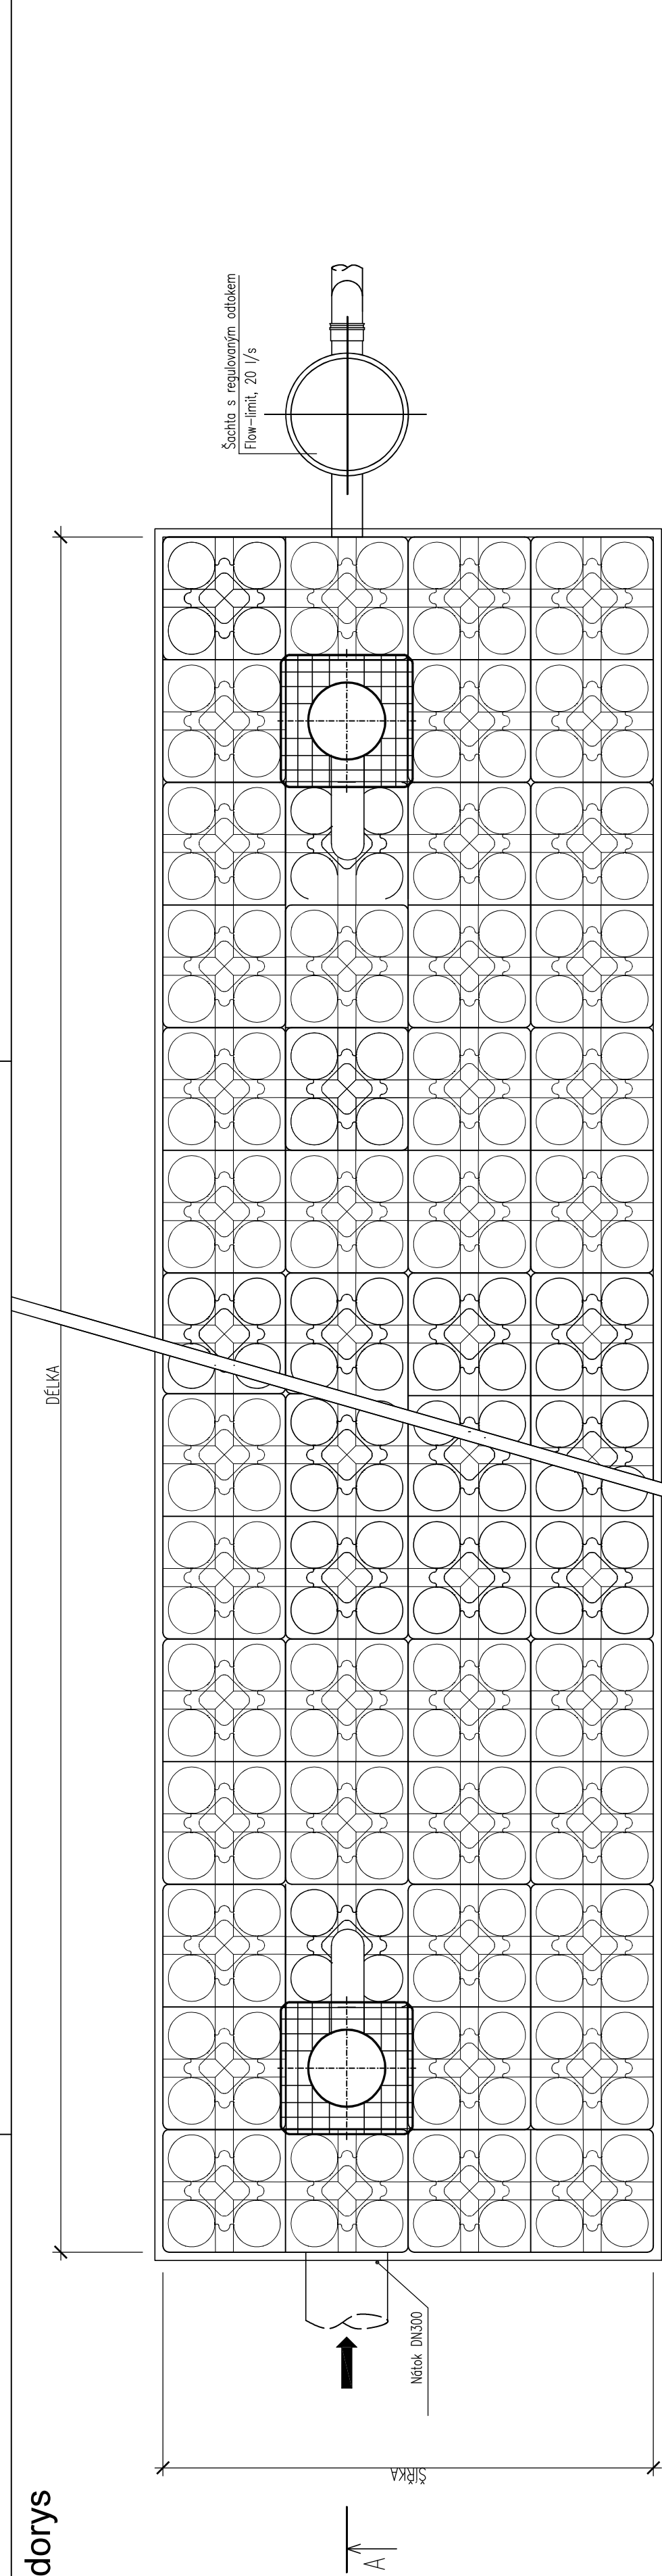 dorys
DÉLKA
Šachta s regulovaným odtokem
Flow-limit, 20 l/s
Nátok DN300
ŠÍŘKA
A